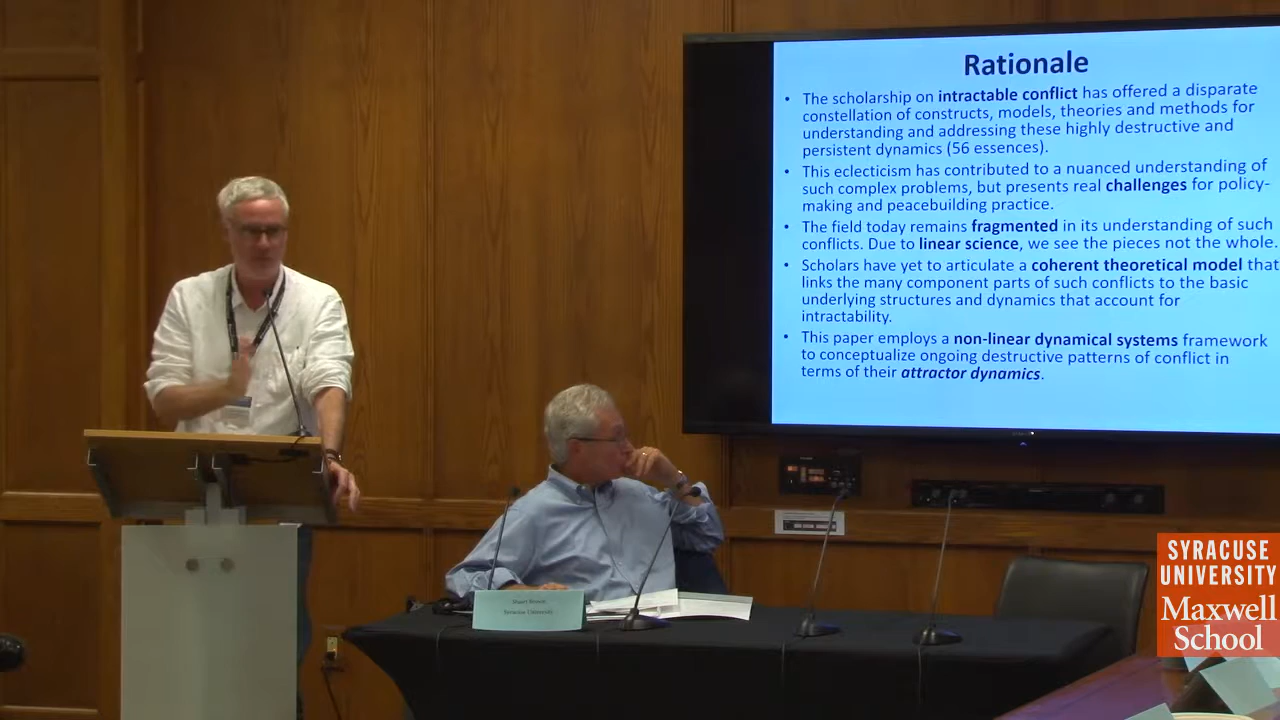 Rationale
• The scholarship on intractable conflict has offered a disparate
constellation of constructs, models, theories and methods for
understanding and addressing these highly destructive and
persistent dynamics (56 essences).
• This eclecticism has contributed to a nuanced understanding of
such complex problems, but presents real challenges for policy-
making and peacebuilding practice.
• The field today remains fragmented in its understanding of such
conflicts. Due to linear science, we see the pieces not the whole.
• Scholars have yet to articulate a coherent theoretical model that
links the many component parts of such conflicts to the basic
underlying structures and dynamics that account for
intractability.
• This paper employs a non-linear dynamical systems framework
to conceptualize ongoing destructive patterns of conflict in
terms of their attractor dynamics.
Syracuse University
SYRACUSE
UNIVERSITY
Maxwell
School